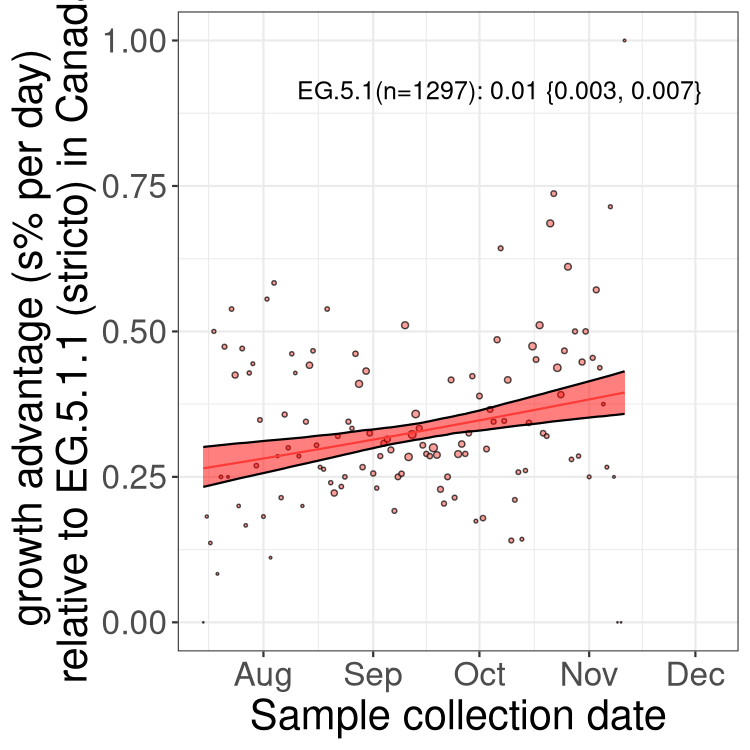 growth advantage (s% per day)
relative to EG.5.1.1 (stricto) in Canada
1.00
0.75
0.50
0.25
0.00
EG.5.1(n=1297): 0.01 {0.003, 0.007}
Aug Sep Oct Nov Dec
Sample collection date